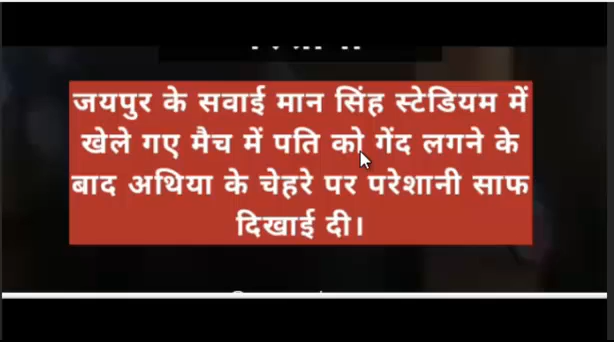 जयपुर के सवाई मान सिंह स्टेडियम में
खेले गए मैच में पति को गेंद लगने के
बाद अथिया के चेहरे पर परेशानी साफ
दिखाई दी।